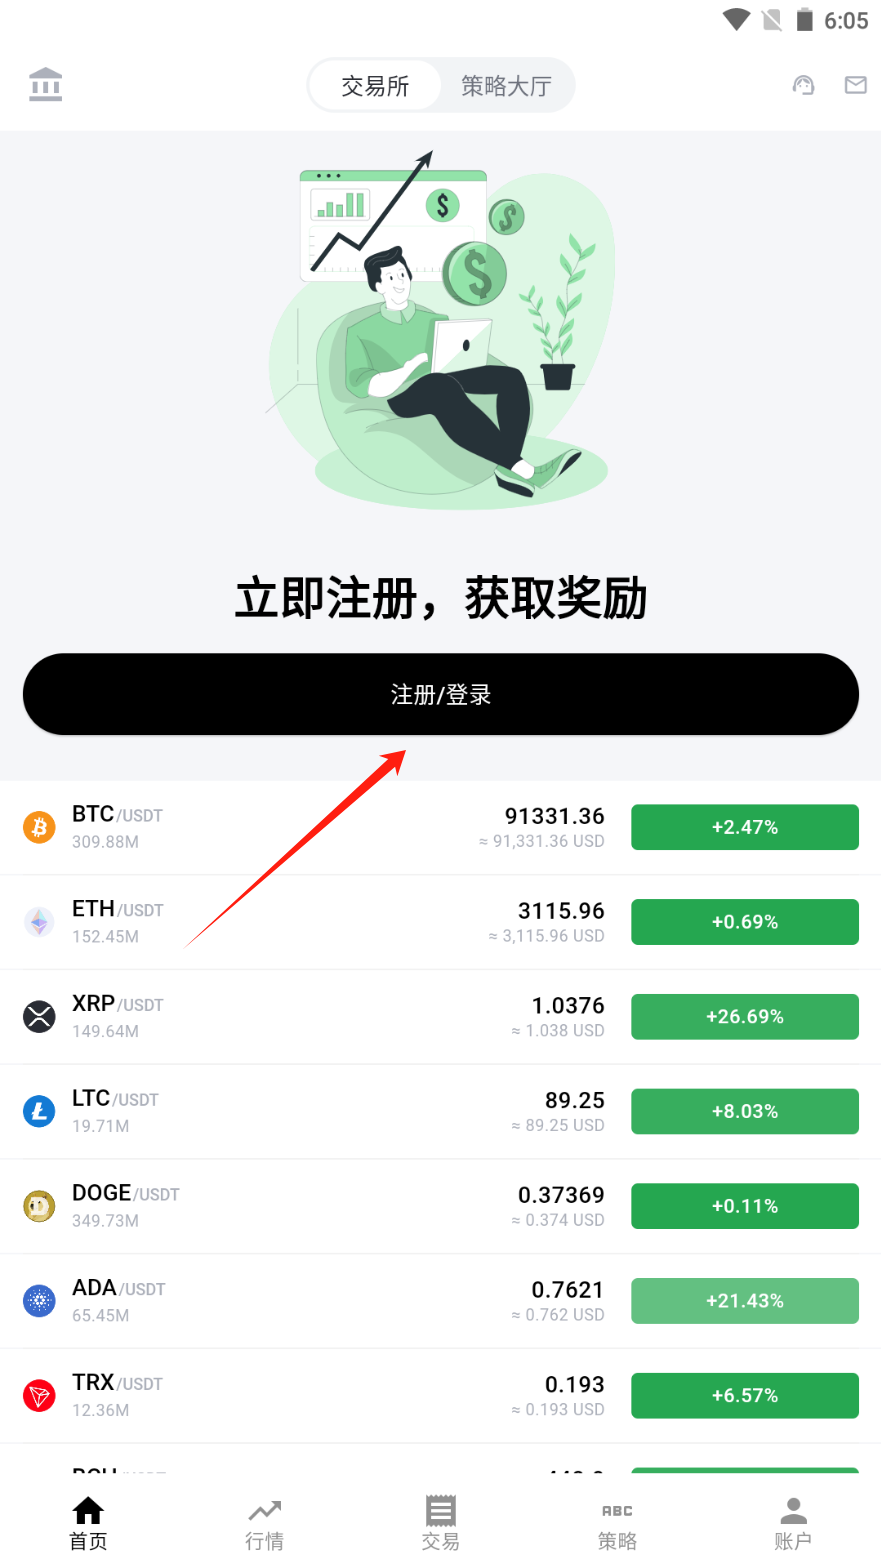 6:05
交易所
策略大厅
立即注册，获取奖励
注册/登录
BTC/USDT
91331.36
+2.47%
309.88M
≈ 91,331.36 USD
ETH/USDT
3115.96
+0.69%
152.45M
≈ 3,115.96 USD
XRP/USDT
1.0376
+26.69%
149.64M
≈ 1.038 USD
LTC/USDT
89.25
+8.03%
19.71M
≈ 89.25 USD
DOGE/USDT
0.37369
+0.11%
349.73M
≈ 0.374 USD
ADA/USDT
0.7621
+21.43%
65.45M
≈ 0.762 USD
TRX/USDT
0.193
+6.57%
12.36M
≈ 0.193 USD
ABC
首页
行情
交易
策略
账户